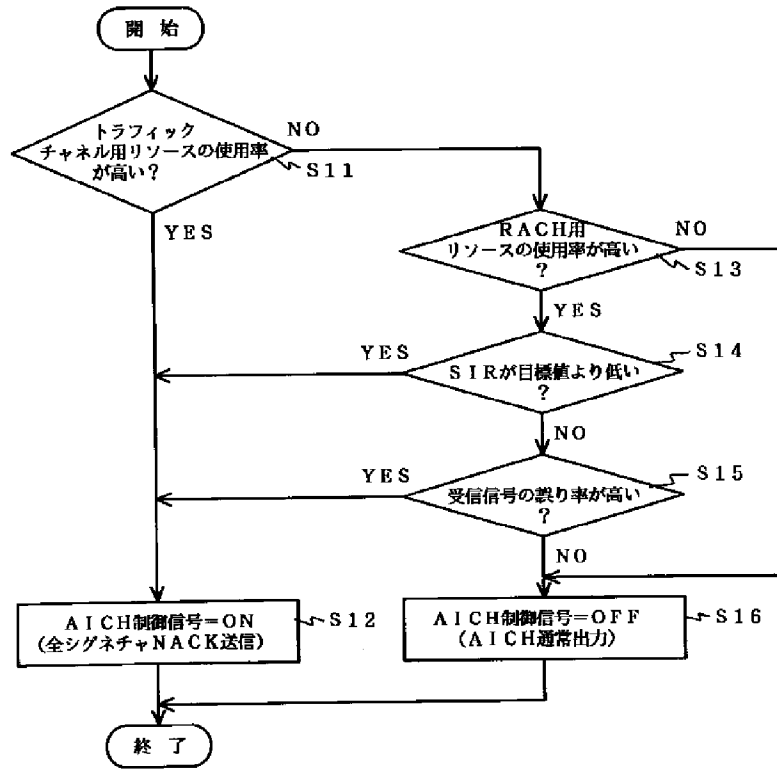 開 始
トラフィック
チャネル用リソースの使用率
が高い？
NO
S11
YES
RACH用
リソースの使用率が高い
？
NO
S13
YES
SIRが目標値より低い
？
YES
S14
NO
受信信号の誤り率が高い
？
YES
S15
NO
AICH制御信号＝ON
（全シグネチャNACK送信）
S12
AICH制御信号＝OFF
（AICH通常出力）
S16
終 了